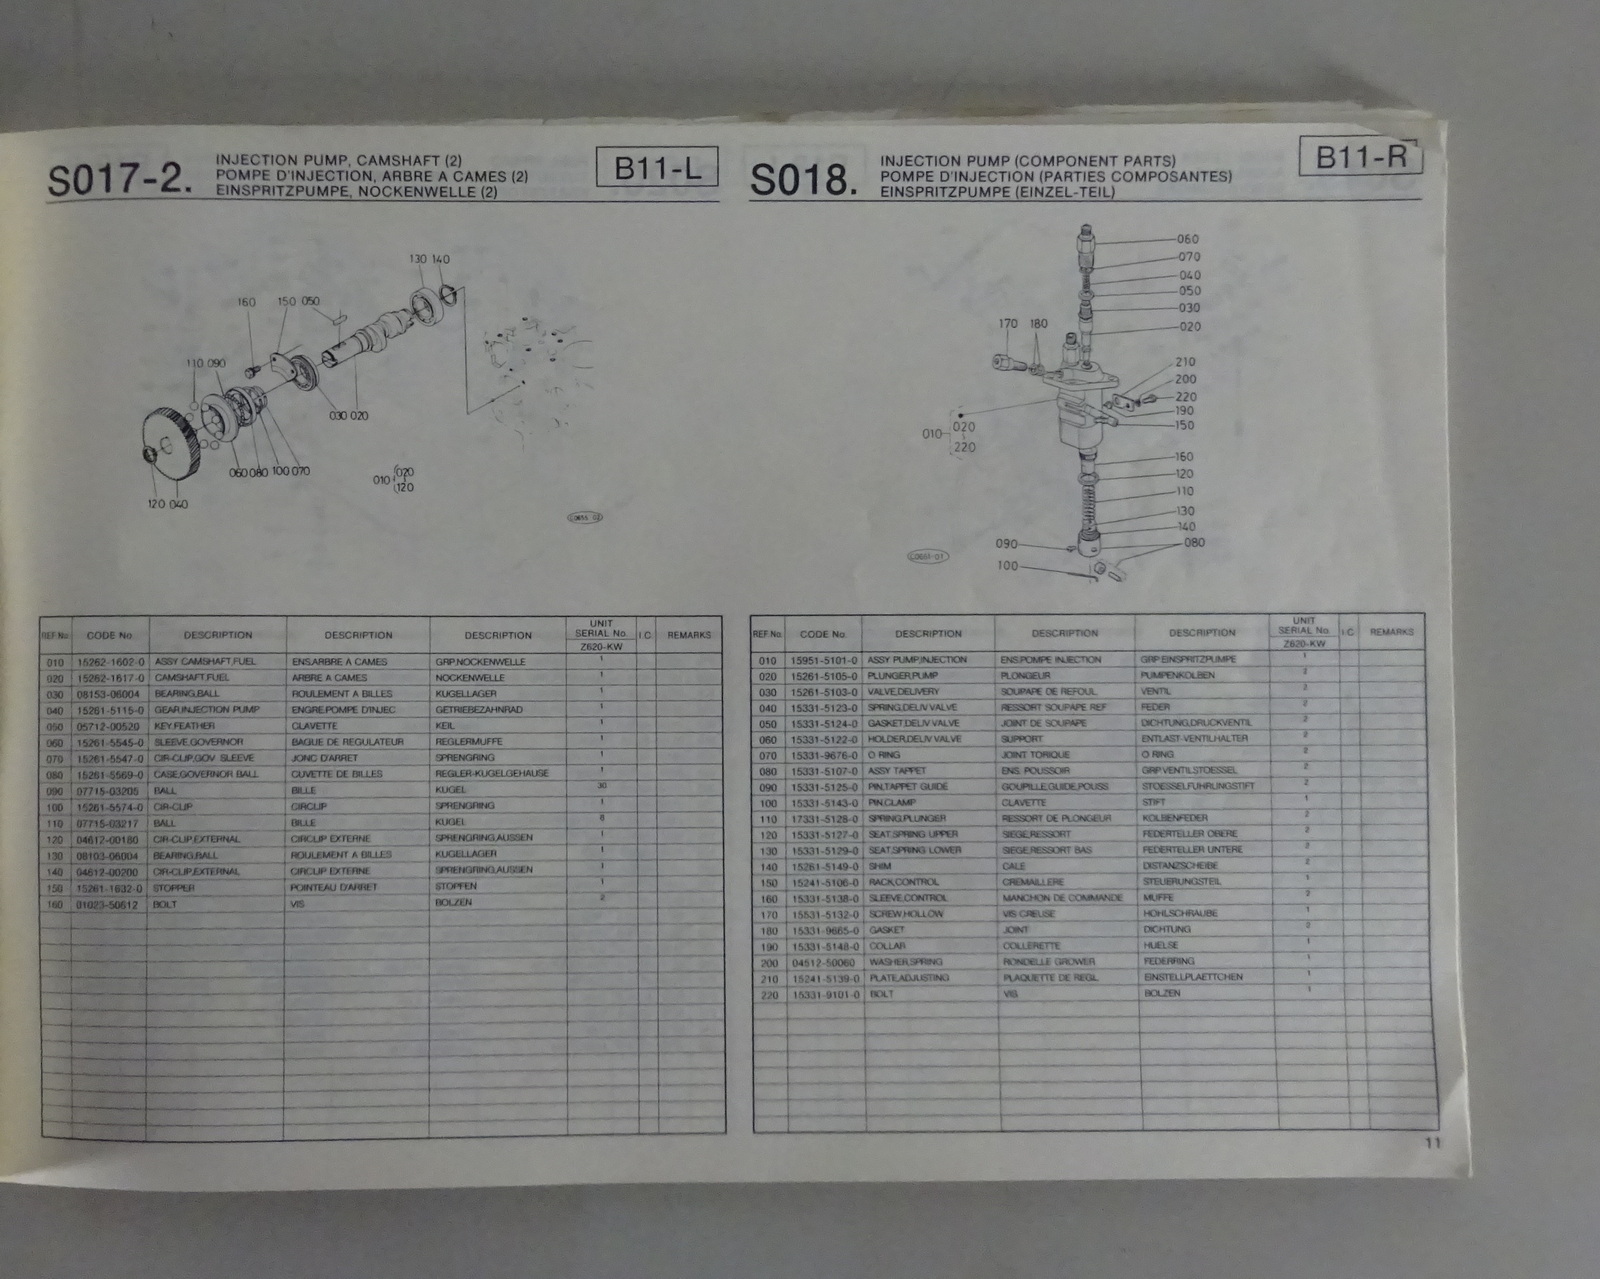 S017-2.
INJECTION PUMP, CAMSHAFT (2)
POMPE D'INJECTION, ARBRE A CAMES (2)
EINSPRITZPUMPE, NOCKENWELLE (2)
B11-L
130 140
160 150 050
110 090
030 020
060 080 100 070
010 020
120
120 040
REF No. CODE No. DESCRIPTION DESCRIPTION DESCRIPTION UNIT SERIAL No. I.C REMARKS
Z620-KW
010 15262-1602-0 ASSY CAMSHAFT,FUEL ENS,ARBRE A CAMES GRP,NOCKENWELLE 1
020 15262-1617-0 CAMSHAFT,FUEL ARBRE A CAMES NOCKENWELLE 1
030 08153-06004 BEARING,BALL ROULEMENT A BILLES KUGELLAGER 1
040 15261-5115-0 GEAR,INJECTION PUMP ENGRE,POMPE D'INJEC GETRIEBEZAHNRAD 1
050 05712-00520 KEY,FEATHER CLAVETTE KEIL 1
060 15261-5545-0 SLEEVE,GOVERNOR BAGUE DE REGULATEUR REGLERMUFFE 1
070 15261-5547-0 CIR-CLIP,GOV SLEEVE JONC D'ARRET SPRENGRING 1
080 15261-5569-0 CASE,GOVERNOR BALL CUVETTE DE BILLES REGLER-KUGELGEHAUSE 1
090 07715-03205 BALL BILLE KUGEL 30
100 15261-5574-0 CIR-CLIP CIRCLIP SPRENGRING 1
110 07715-03217 BALL BILLE KUGEL
120 04612-00180 CIR-CLIP,EXTERNAL CIRCLIP EXTERNE SPRENGRING,AUSSEN 1
130 08103-06004 BEARING,BALL ROULEMENT A BILLES KUGELLAGER 1
140 04612-00200 CIR-CLIP,EXTERNAL CIRCLIP EXTERNE SPRENGRING,AUSSEN 1
150 15261-1632-0 STOPPER POINTEAU D'ARRET STOPFEN 1
160 01023-50612 BOLT VIS BOLZEN 2
S018.
INJECTION PUMP (COMPONENT PARTS)
POMPE D'INJECTION (PARTIES COMPOSANTES)
EINSPRITZPUMPE (EINZEL-TEIL)
B11-R
060
070
040
050
030
020
170 180
210
200
220
190
150
010 020
220
160
120
110
130
140
090 080
100
REF No. CODE No. DESCRIPTION DESCRIPTION DESCRIPTION UNIT SERIAL No. I.C REMARKS
Z620-KW
010 15951-5101-0 ASSY PUMP,INJECTION ENS,POMPE INJECTION GRP,EINSPRITZPUMPE 1
020 15261-5105-0 PLUNGER,PUMP PLONGEUR PUMPENKOLBEN 2
030 15261-5103-0 VALVE,DELIVERY SOUPAPE DE REFOUL VENTIL 2
040 15331-5123-0 SPRING,DELIV VALVE RESSORT SOUPAPE REF FEDER 2
050 15331-5124-0 GASKET,DELIV VALVE JOINT DE SOUPAPE DICHTUNG,DRUCKVENTIL 2
060 15331-5122-0 HOLDER,DELIV VALVE SUPPORT ENTLAST-VENTILHALTER 2
070 15331-9676-0 O RING JOINT TORIQUE O RING 2
080 15331-5107-0 ASSY TAPPET ENS. POUSSOIR GRP,VENTILSTOESSEL 2
090 15331-5125-0 PIN,TAPPET GUIDE GOUPILLE,GUIDE,POUSS STOESSELFUHRUNGSTIFT 2
100 15331-5143-0 PIN,CLAMP CLAVETTE STIFT 1
110 17331-5128-0 SPRING,PLUNGER RESSORT DE PLONGEUR KOLBENFEDER 2
120 15331-5127-0 SEAT,SPRING UPPER SIEGE,RESSORT FEDERTELLER OBERE 2
130 15331-5129-0 SEAT,SPRING LOWER SIEGE,RESSORT BAS FEDERTELLER UNTERE 2
140 15261-5149-0 SHIM CALE DISTANZSCHEIBE 2
150 15241-5106-0 RACK,CONTROL CREMAILLERE STEUERUNGSTEIL 1
160 15331-5138-0 SLEEVE,CONTROL MANCHON DE COMMANDE MUFFE 2
170 15531-5132-0 SCREW,HOLLOW VIS CREUSE HOHLSCHRAUBE 1
180 15331-9665-0 GASKET JOINT DICHTUNG 2
190 15331-5148-0 COLLAR COLLERETTE HUELSE 1
200 04512-50060 WASHER,SPRING RONDELLE GROWER FEDERRING 1
210 15241-5139-0 PLATE,ADJUSTING PLAQUETTE DE REGL EINSTELLPLAETTCHEN 1
220 15331-9101-0 BOLT VIS BOLZEN 1
11